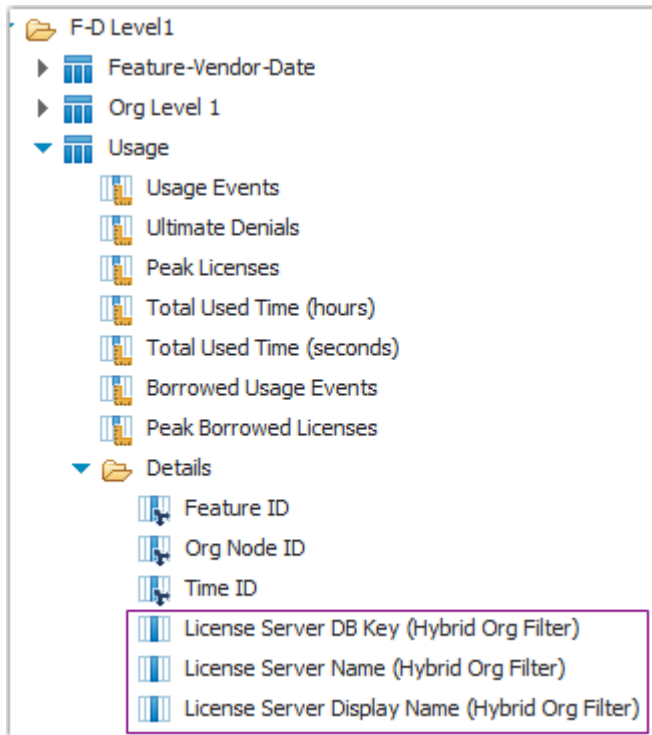 F-D Level1
Feature-Vendor-Date
Org Level 1
Usage
Usage Events
Ultimate Denials
Peak Licenses
Total Used Time (hours)
Total Used Time (seconds)
Borrowed Usage Events
Peak Borrowed Licenses
Details
Feature ID
Org Node ID
Time ID
License Server DB Key (Hybrid Org Filter)
License Server Name (Hybrid Org Filter)
License Server Display Name (Hybrid Org Filter)